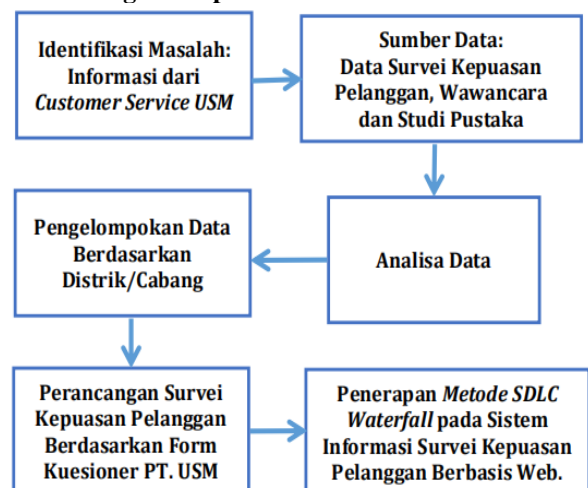 Identifikasi Masalah:
Informasi dari
Customer Service USM
Sumber Data:
Data Survei Kepuasan
Pelanggan, Wawancara
dan Studi Pustaka
Analisa Data
Pengelompokan Data
Berdasarkan
Distrik/Cabang
Perancangan Survei
Kepuasan Pelanggan
Berdasarkan Form
Kuesioner PT. USM
Penerapan Metode SDLC
Waterfall pada Sistem
Informasi Survei Kepuasan
Pelanggan Berbasis Web.